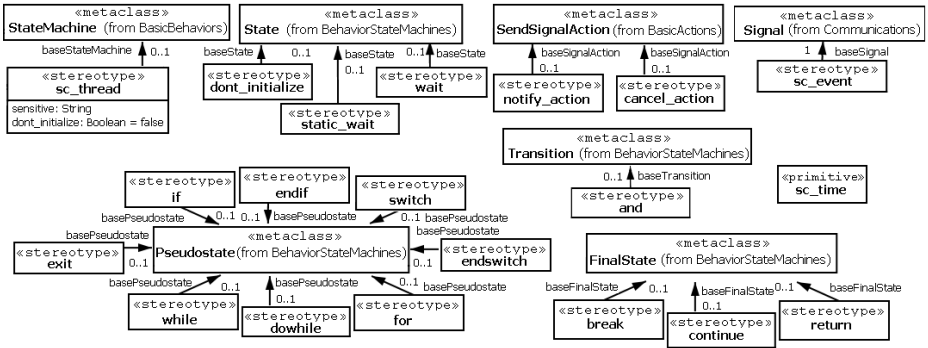 «metaclass»
StateMachine (from BasicBehaviors)
baseStateMachine
0..1
«stereotype»
sc_thread
sensitive: String
dont_initialize: Boolean = false
«metaclass»
State (from BehaviorStateMachines)
baseState
0..1
baseState
0..1
baseState
0..1
«stereotype»
dont_initialize
«stereotype»
static_wait
«stereotype»
wait
«metaclass»
SendSignalAction (from BasicActions)
baseSignalAction
0..1
baseSignalAction
0..1
«stereotype»
notify_action
«stereotype»
cancel_action
«metaclass»
Signal (from Communications)
1
baseSignal
«stereotype»
sc_event
«metaclass»
Transition (from BehaviorStateMachines)
0..1
baseTransition
«stereotype»
and
«primitive»
sc_time
«stereotype»
if
«stereotype»
endif
«stereotype»
switch
basePseudostate
0..1
0..1
basePseudostate
0..1
basePseudostate
basePseudostate
0..1
«stereotype»
exit
«metaclass»
Pseudostate(from BehaviorStateMachines)
basePseudostate
0..1
«stereotype»
endswitch
basePseudostate
0..1
basePseudostate
0..1
basePseudostate
0..1
«stereotype»
while
«stereotype»
dowhile
«stereotype»
for
«metaclass»
FinalState (from BehaviorStateMachines)
baseFinalState
0..1
baseFinalState
0..1
baseFinalState
0..1
«stereotype»
break
«stereotype»
continue
«stereotype»
return